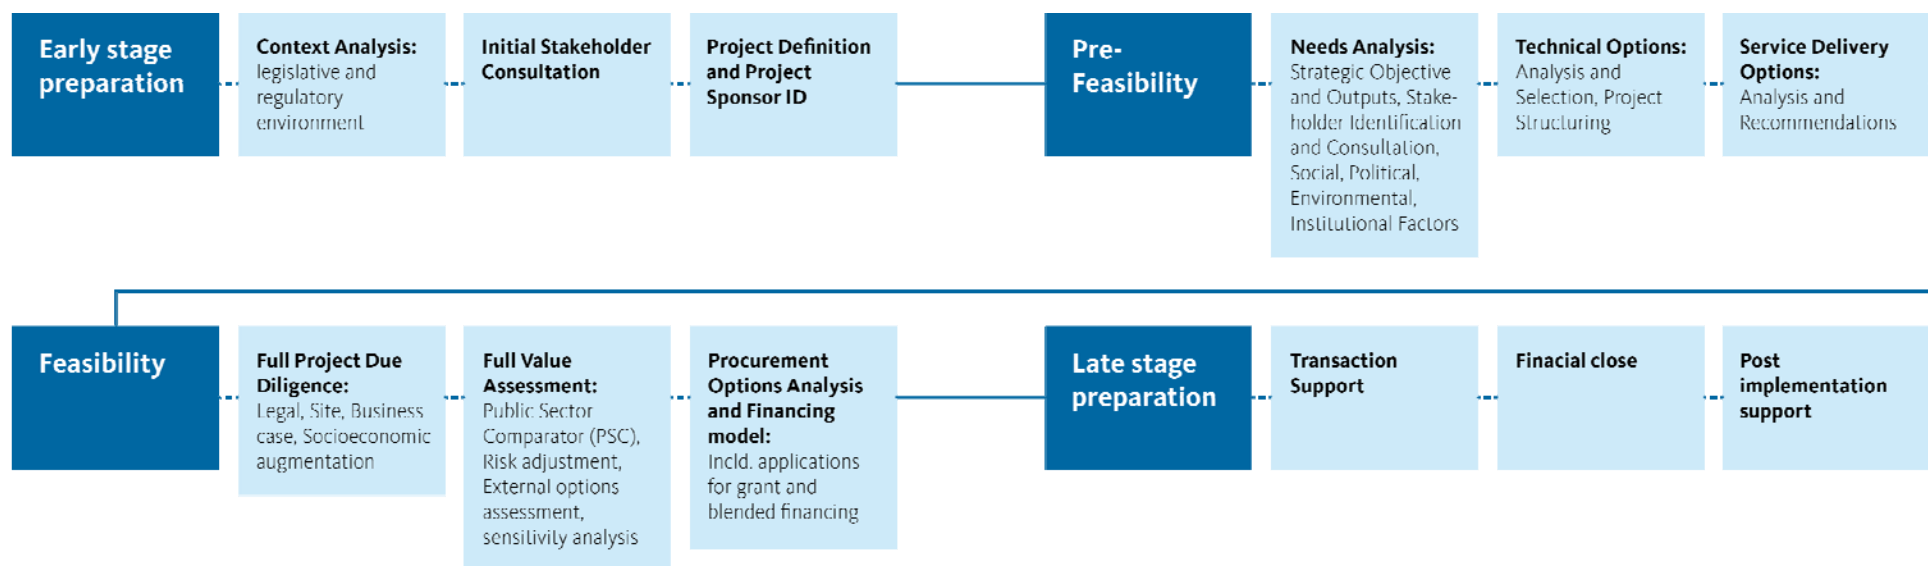 Early stage
preparation
Context Analysis:
legislative and
regulatory
environment
Initial Stakeholder
Consultation
Project Definition
and Project
Sponsor ID
Pre-
Feasibility
Needs Analysis:
Strategic Objective
and Outputs, Stake-
holder Identification
and Consultation,
Social, Political,
Environmental,
Institutional Factors
Technical Options:
Analysis and
Selection, Project
Structuring
Service Delivery
Options:
Analysis and
Recommendations
Feasibility
Full Project Due
Diligence:
Legal, Site, Business
case, Socioeconomic
augmentation
Full Value
Assessment:
Public Sector
Comparator (PSC),
Risk adjustment,
External options
assessment,
sensitivity analysis
Procurement
Options Analysis
and Financing
model:
Incld. applications
for grant and
blended financing
Late stage
preparation
Transaction
Support
Finacial close
Post
implementation
support